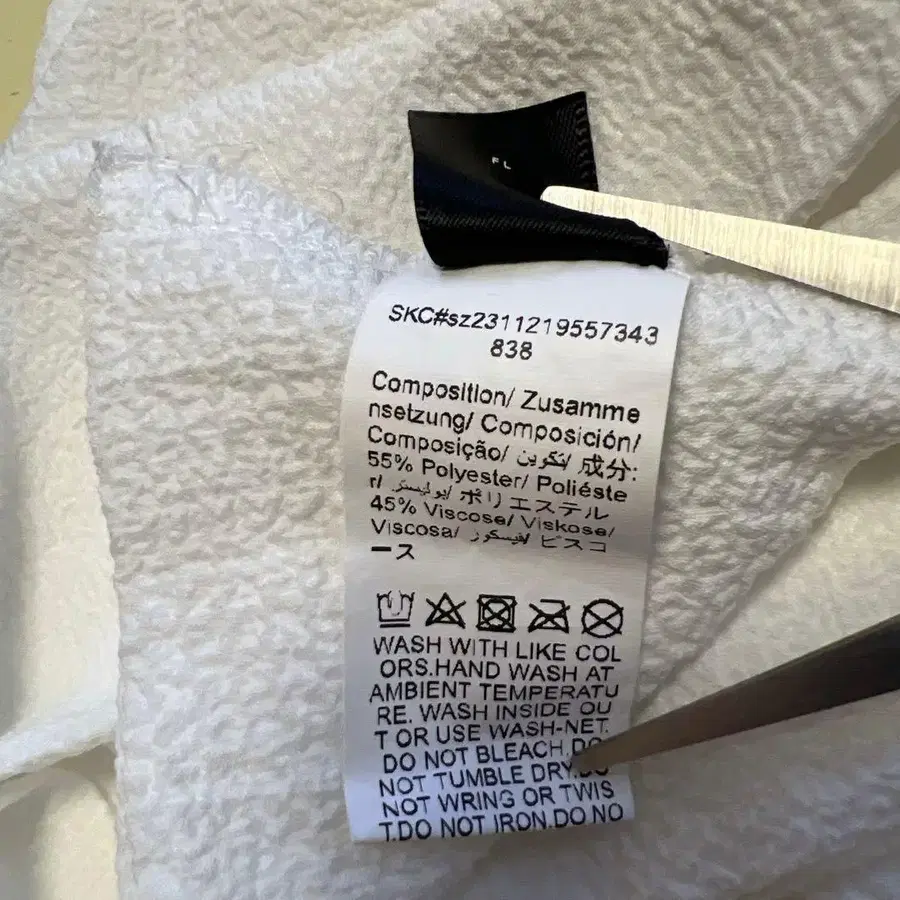 FL
SKC#sz2311219557343
838
Composition/ Zusamme
nsetzung/ Composición/
Composição/ تكوين/ 成分:
55% Polyester/ Poliéste
r/ بوليستر/ ポリエステル
45% Viscose/ Viskose/
Viscosa/ فيسكوز/ ビスコ
ース
WASH WITH LIKE COL
ORS.HAND WASH AT
AMBIENT TEMPERATU
RE. WASH INSIDE OU
T OR USE WASH-NET.
DO NOT BLEACH.DO
NOT TUMBLE DRY.DO
NOT WRING OR TWIS
T.DO NOT IRON.DO NO